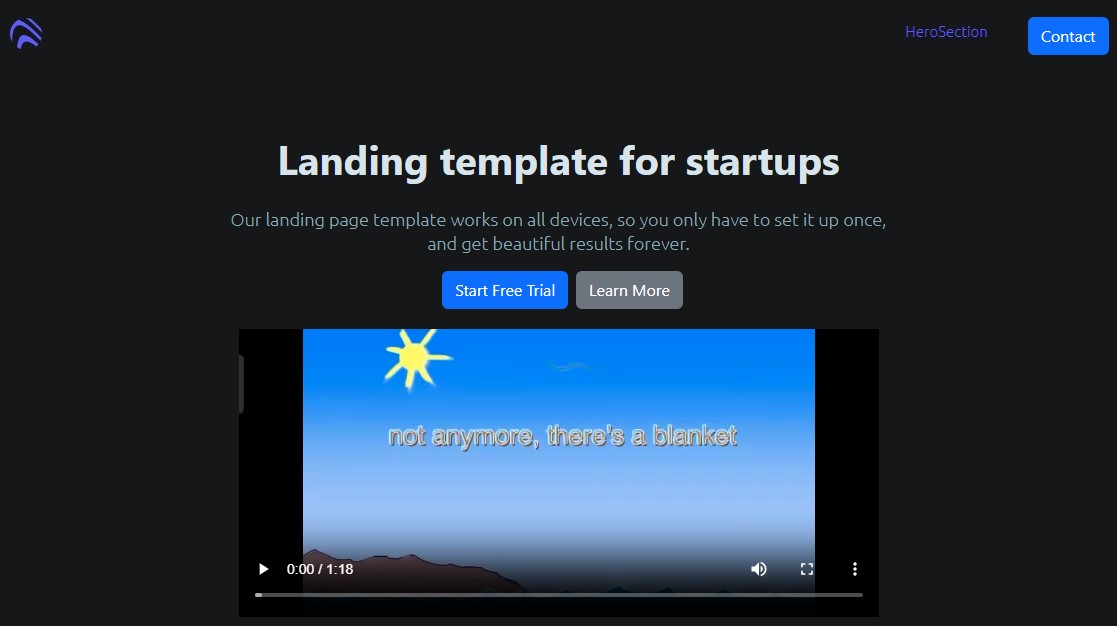 HeroSection
Contact
Landing template for startups
Our landing page template works on all devices, so you only have to set it up once,
and get beautiful results forever.
Start Free Trial
Learn More
not anymore, there's a blanket
0:00 / 1:18